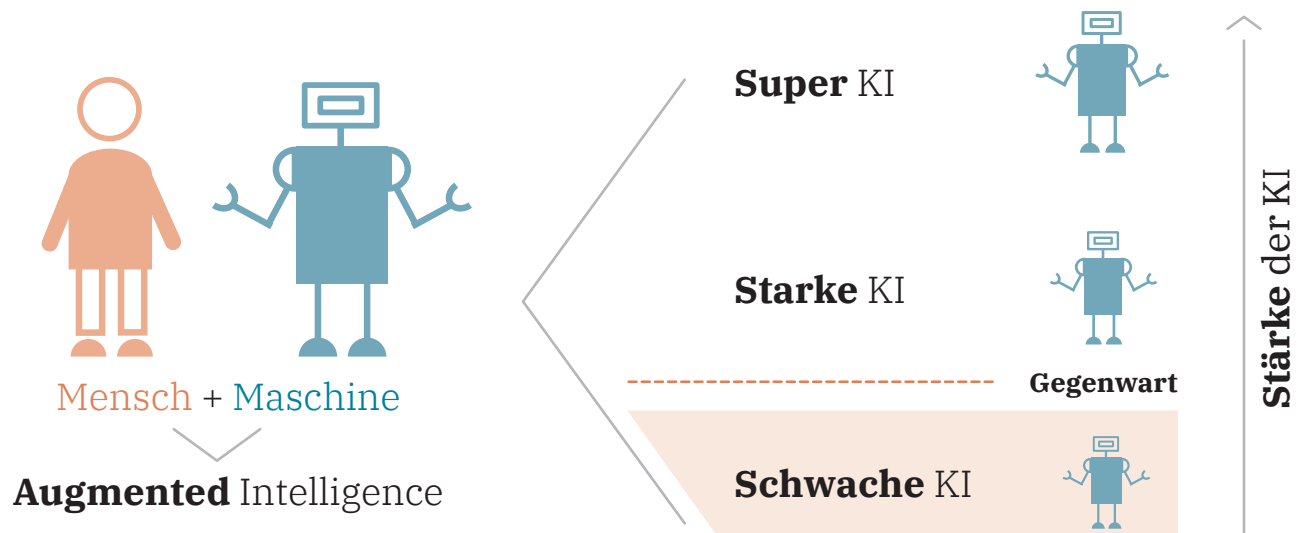 Mensch + Maschine
Augmented Intelligence
Super KI
Starke KI
Gegenwart
Schwache KI
Stärke der KI